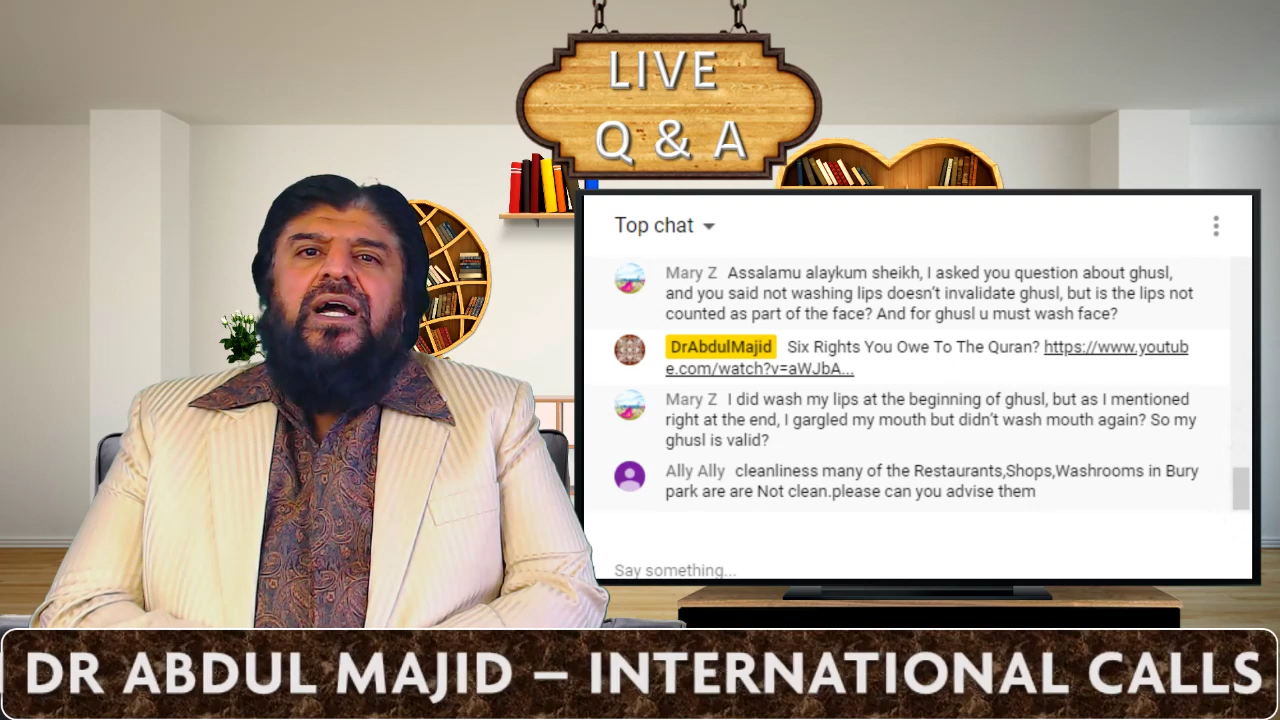 LIVE
Q & A
Top chat
Mary Z Assalamu alaykum sheikh, I asked you question about ghusl,
and you said not washing lips doesn't invalidate ghusl, but is the lips not
counted as part of the face? And for ghusl u must wash face?
DrAbdulMajid Six Rights You Owe To The Quran? https://www.youtub
e.com/watch?v=aWJbA...
Mary Z I did wash my lips at the beginning of ghusl, but as I mentioned
right at the end, I gargled my mouth but didn't wash mouth again? So my
ghusl is valid?
Ally Ally cleanliness many of the Restaurants,Shops,Washrooms in Bury
park are are Not clean.please can you advise them
Say something...
DR ABDUL MAJID – INTERNATIONAL CALLS